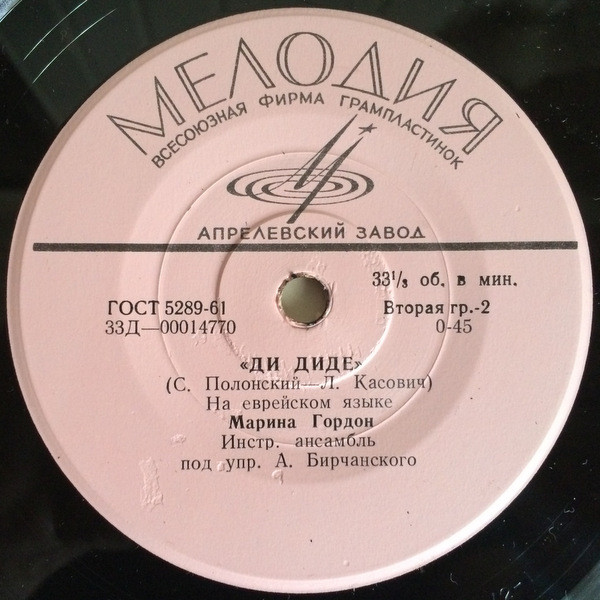 МЕЛОДИЯ
ВСЕСОЮЗНАЯ ФИРМА ГРАМПЛАСТИНОК
АПРЕЛЕВСКИЙ ЗАВОД
33⅓ об. в мин.
ГОСТ 5289-61 Вторая гр.-2
33Д—00014770 0-45
«ДИ ДИДЕ»
(С. Полонский—Л. Касович)
На еврейском языке
Марина Гордон
Инстр. ансамбль
под упр. А. Бирчанского